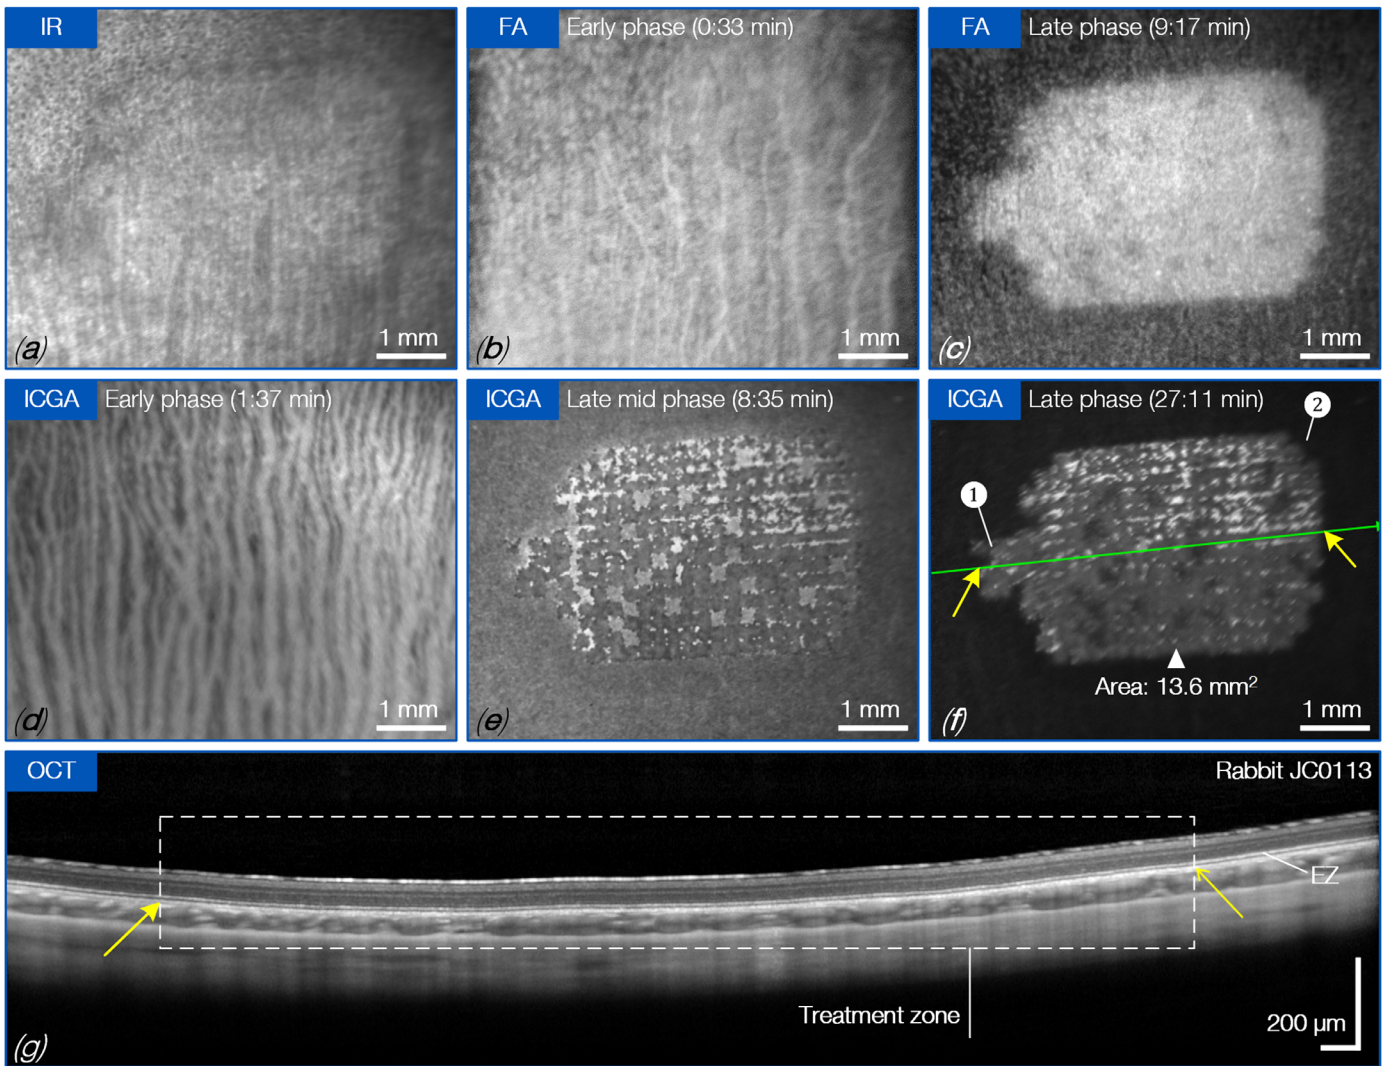 IR
(a)
1 mm
FA Early phase (0:33 min)
(b)
1 mm
FA Late phase (9:17 min)
(c)
1 mm
ICGA Early phase (1:37 min)
(d)
1 mm
ICGA Late mid phase (8:35 min)
(e)
1 mm
ICGA Late phase (27:11 min)
2
1
Area: 13.6 mm²
(f)
1 mm
OCT
Rabbit JC0113
EZ
Treatment zone
200 µm
(g)